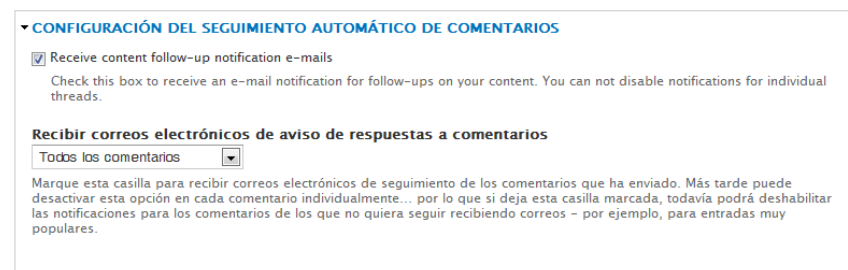 CONFIGURACIÓN DEL SEGUIMIENTO AUTOMÁTICO DE COMENTARIOS
Receive content follow-up notification e-mails
Check this box to receive an e-mail notification for follow-ups on your content. You can not disable notifications for individual
threads.
Recibir correos electrónicos de aviso de respuestas a comentarios
Todos los comentarios
Marque esta casilla para recibir correos electrónicos de seguimiento de los comentarios que ha enviado. Más tarde puede
desactivar esta opción en cada comentario individualmente... por lo que si deja esta casilla marcada, todavía podrá deshabilitar
las notificaciones para los comentarios de los que no quiera seguir recibiendo correos – por ejemplo, para entradas muy
populares.